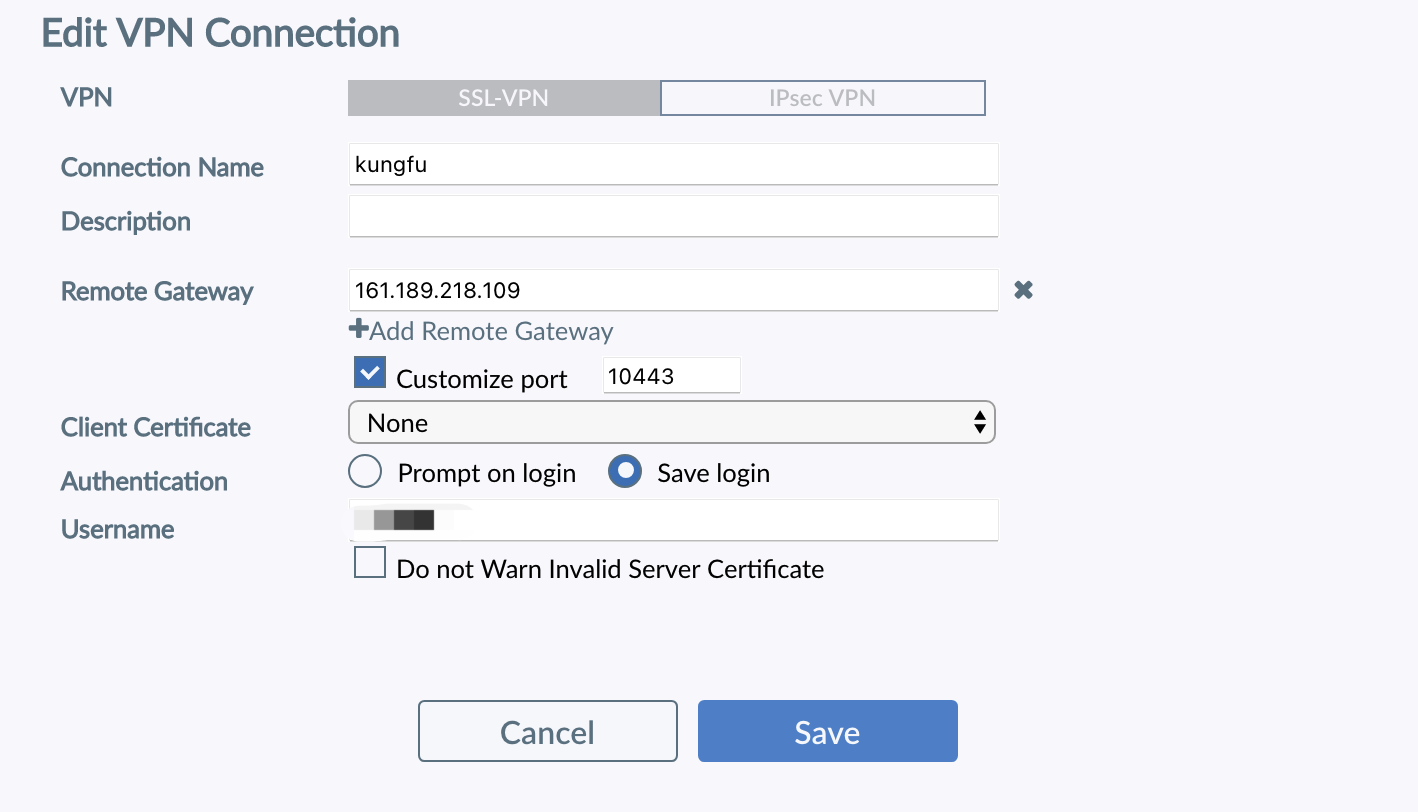 Edit VPN Connection
VPN SSL-VPN IPsec VPN
Connection Name kungfu
Description
Remote Gateway 161.189.218.109
Add Remote Gateway
Customize port 10443
Client Certificate None
Authentication Prompt on login Save login
Username
Do not Warn Invalid Server Certificate
Cancel Save